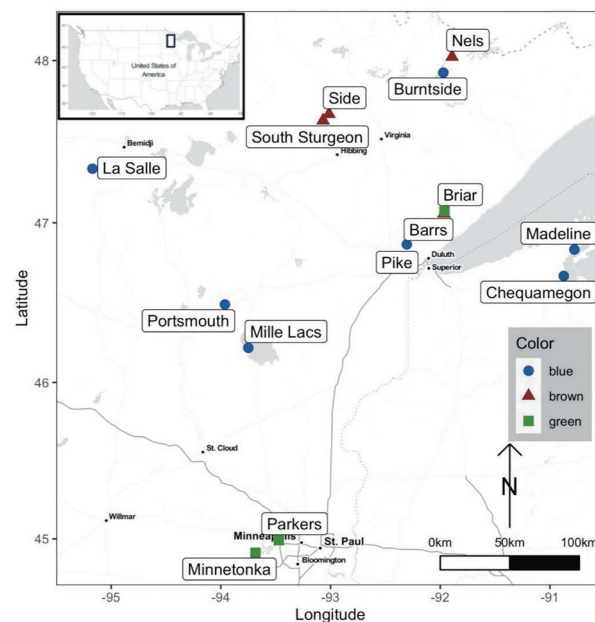 United States of
America
Nels
48
Burntside
Side
South Sturgeon
Virginia
Hibbing
Bemidji
La Salle
Briar
47
Barrs
Madeline
Pike
Duluth
Superior
Chequamegon
Portsmouth
Mille Lacs
Latitude
Color
blue
brown
green
46
St. Cloud
N
Willmar
Parkers
Minneapolis
St. Paul
45
Minnetonka
Bloomington
0km
50km
100km
-95
-94
-93
-92
-91
Longitude